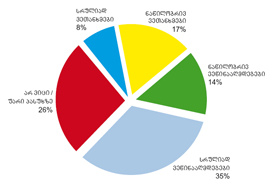 სრულიად
ვეთანხმები
8%
ნაწილობრივ
ვეთანხმები
17%
ნაწილობრივ
ვეწინააღმდეგები
14%
არ ვიცი /
უარი პასუხზე
26%
სრულიად
ვეწინააღმდეგები
35%